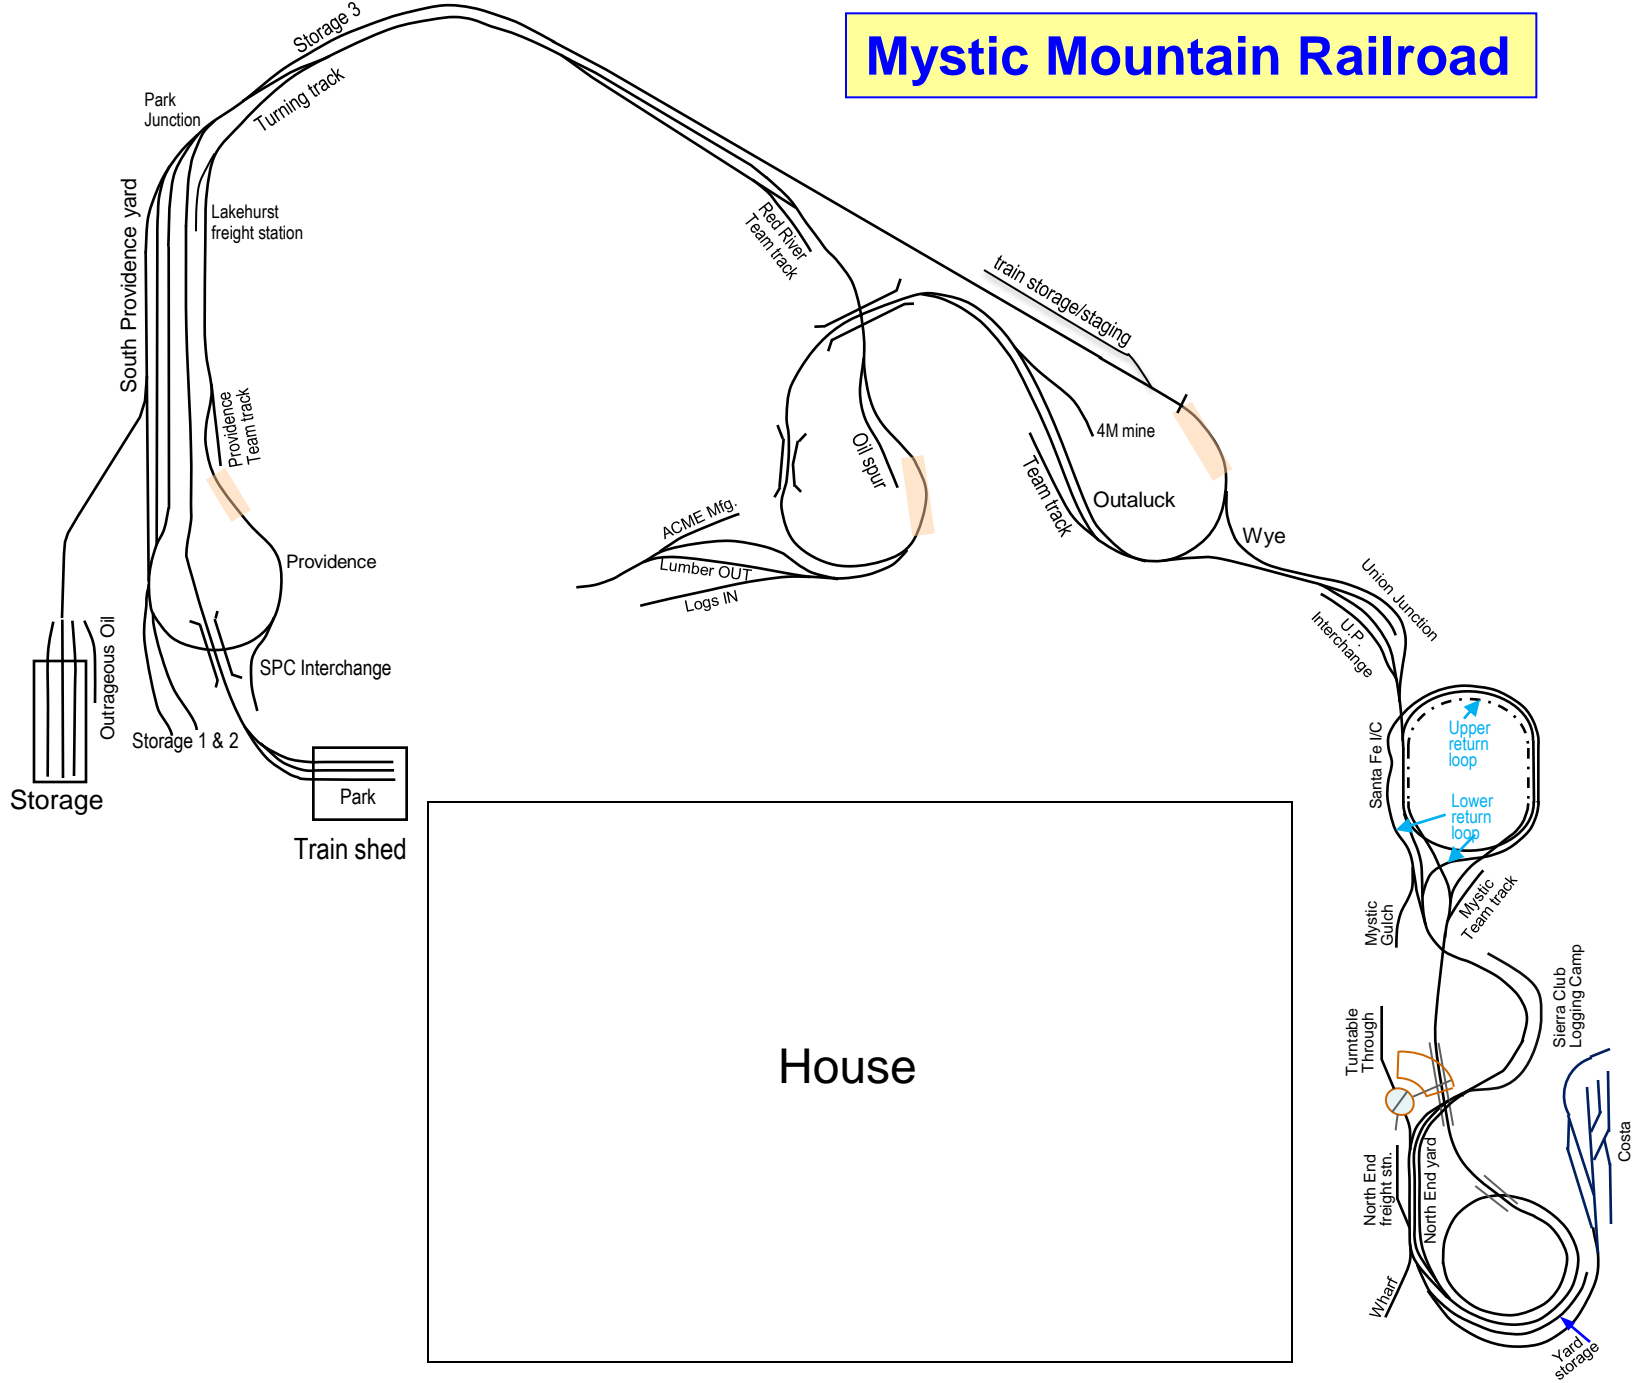 Mystic Mountain Railroad
Storage 3
Turning track
Park
Junction
South Providence yard
Lakehurst
freight station
Providence
Team track
Providence
SPC Interchange
Outrageous Oil
Storage 1 & 2
Storage
Park
Train shed
Red River
Team track
train storage/staging
4M mine
Outaluck
Team track
Oil spur
ACME Mfg.
Lumber OUT
Logs IN
Wye
Union Junction
U.P.
Interchange
Santa Fe I/C
Upper
return
loop
Lower
return
loop
Mystic
Gulch
Mystic
Team track
Sierra Club
Logging Camp
Turntable
Through
House
Costa
North End
freight stn.
North End yard
Wharf
Yard
storage